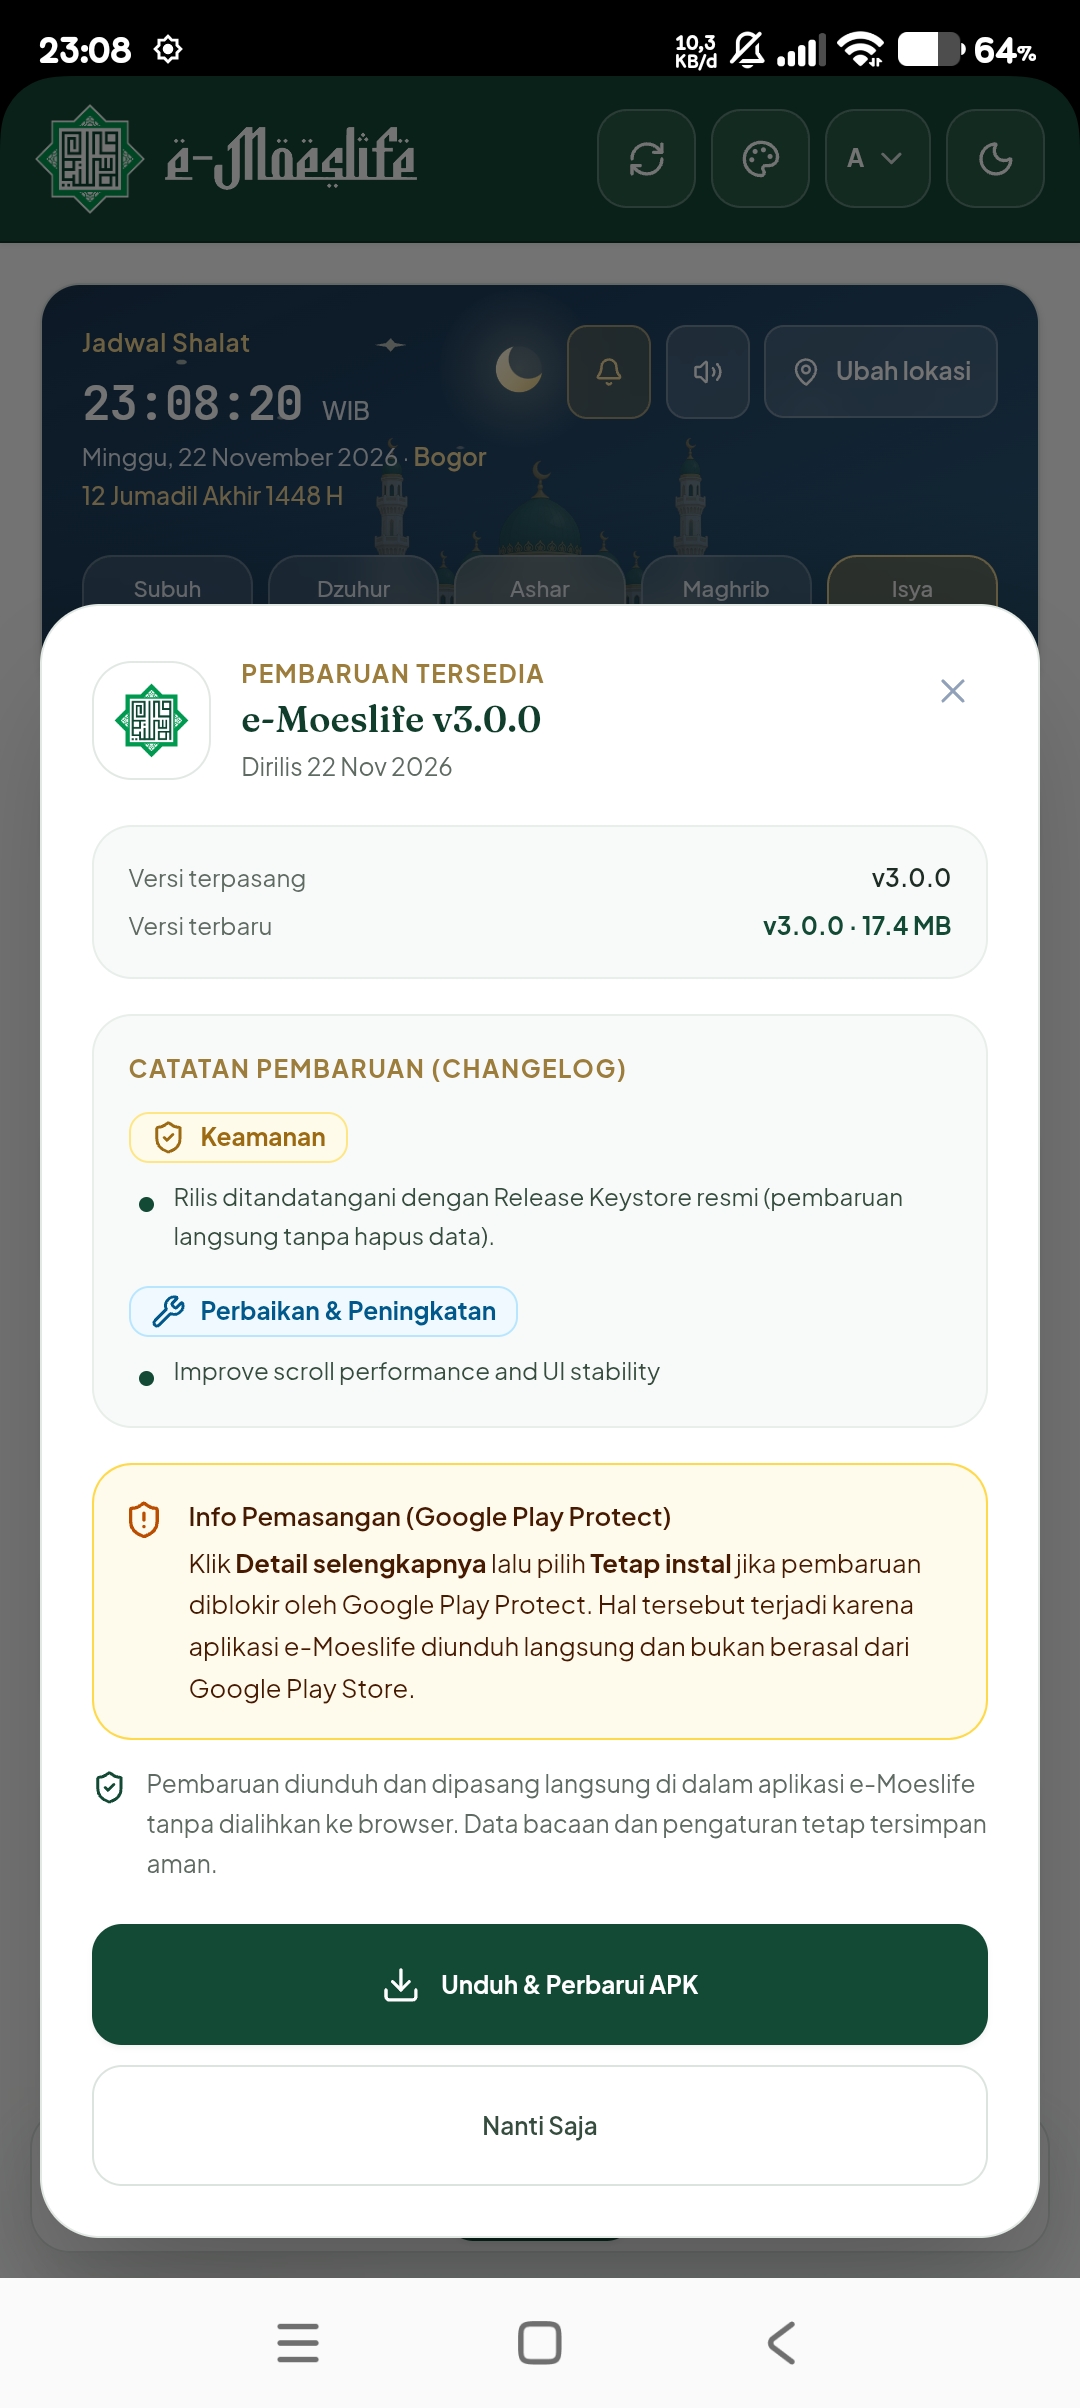 23:08
10,3
KB/d
64%
e-Moeslife
A
Jadwal Shalat
23:08:20 WIB
Ubah lokasi
Minggu, 22 November 2026 · Bogor
12 Jumadil Akhir 1448 H
Subuh Dzuhur Ashar Maghrib Isya
PEMBARUAN TERSEDIA
e-Moeslife v3.0.0
Dirilis 22 Nov 2026
Versi terpasang v3.0.0
Versi terbaru v3.0.0 · 17.4 MB
CATATAN PEMBARUAN (CHANGELOG)
Keamanan
Rilis ditandatangani dengan Release Keystore resmi (pembaruan
langsung tanpa hapus data).
Perbaikan & Peningkatan
Improve scroll performance and UI stability
Info Pemasangan (Google Play Protect)
Klik Detail selengkapnya lalu pilih Tetap instal jika pembaruan
diblokir oleh Google Play Protect. Hal tersebut terjadi karena
aplikasi e-Moeslife diunduh langsung dan bukan berasal dari
Google Play Store.
Pembaruan diunduh dan dipasang langsung di dalam aplikasi e-Moeslife
tanpa dialihkan ke browser. Data bacaan dan pengaturan tetap tersimpan
aman.
Unduh & Perbarui APK
Nanti Saja